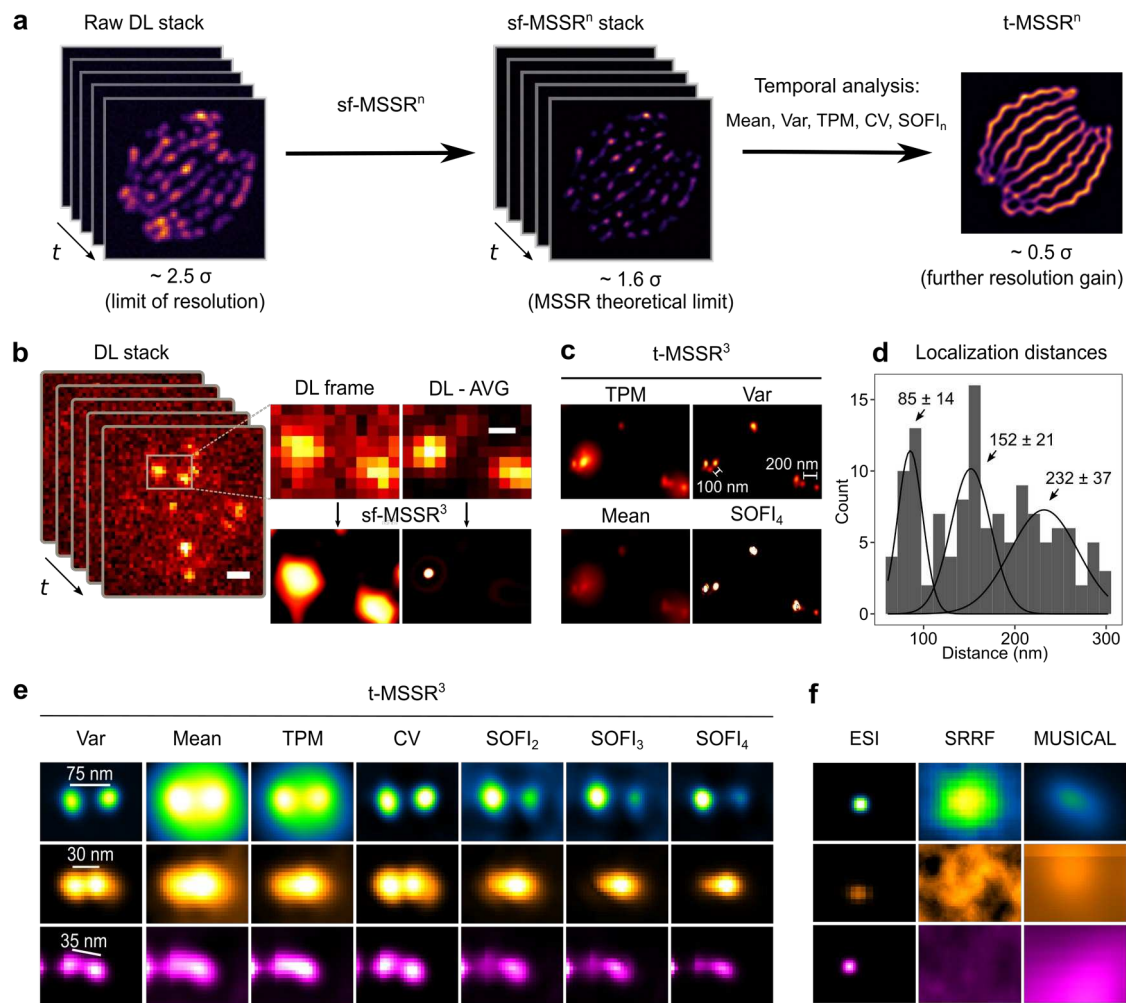 a
Raw DL stack
sf-MSSRⁿ stack
t-MSSRⁿ
sf-MSSRⁿ
Temporal analysis:
Mean, Var, TPM, CV, SOFIₙ
t
t
~ 2.5 σ
(limit of resolution)
~ 1.6 σ
(MSSR theoretical limit)
~ 0.5 σ
(further resolution gain)
b
DL stack
DL frame
DL - AVG
sf-MSSR³
t
c
t-MSSR³
TPM
Var
100 nm
200 nm
Mean
SOFI₄
d
Localization distances
15
10
5
0
Count
85 ± 14
152 ± 21
232 ± 37
100
200
300
Distance (nm)
e
t-MSSR³
Var
Mean
TPM
CV
SOFI₂
SOFI₃
SOFI₄
75 nm
30 nm
35 nm
f
ESI
SRRF
MUSICAL